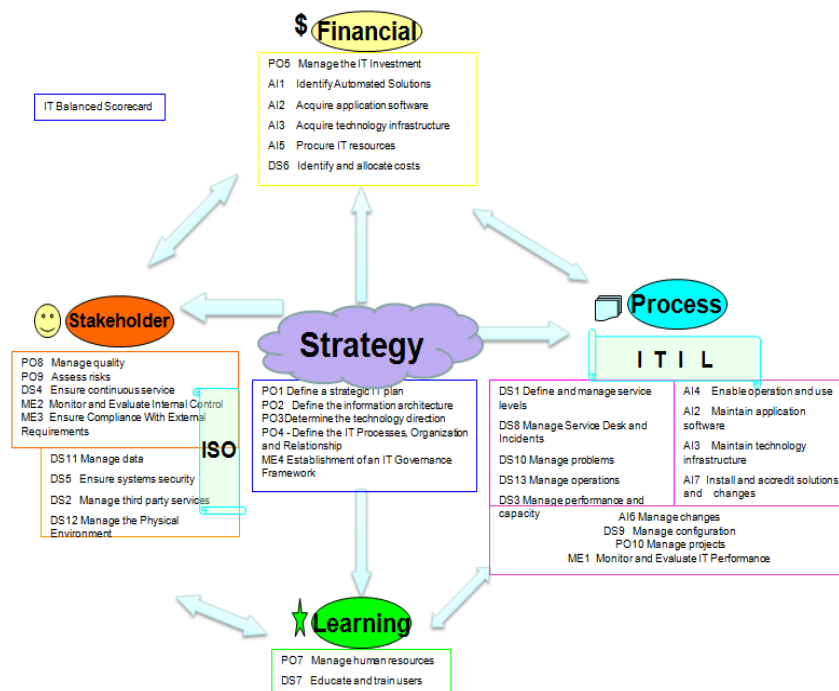 $ Financial
PO5 Manage the IT Investment
AI1 Identify Automated Solutions
AI2 Acquire application software
AI3 Acquire technology infrastructure
AI5 Procure IT resources
DS6 Identify and allocate costs
IT Balanced Scorecard
Stakeholder
PO8 Manage quality
PO9 Assess risks
DS4 Ensure continuous service
ME2 Monitor and Evaluate Internal Control
ME3 Ensure Compliance With External
Requirements
DS11 Manage data
DS5 Ensure systems security
DS2 Manage third party services
DS12 Manage the Physical
Environment
ISO
Strategy
PO1 Define a strategic IT plan
PO2 Define the information architecture
PO3Determine the technology direction
PO4 - Define the IT Processes, Organization
and Relationship
ME4 Establishment of an IT Governance
Framework
Process
I T I L
DS1 Define and manage service
levels
DS8 Manage Service Desk and
Incidents
DS10 Manage problems
DS13 Manage operations
DS3 Manage performance and
capacity
AI4 Enable operation and use
AI2 Maintain application
software
AI3 Maintain technology
infrastructure
AI7 Install and accredit solutions
and changes
AI6 Manage changes
DS9 Manage configuration
PO10 Manage projects
ME1 Monitor and Evaluate IT Performance
Learning
PO7 Manage human resources
DS7 Educate and train users